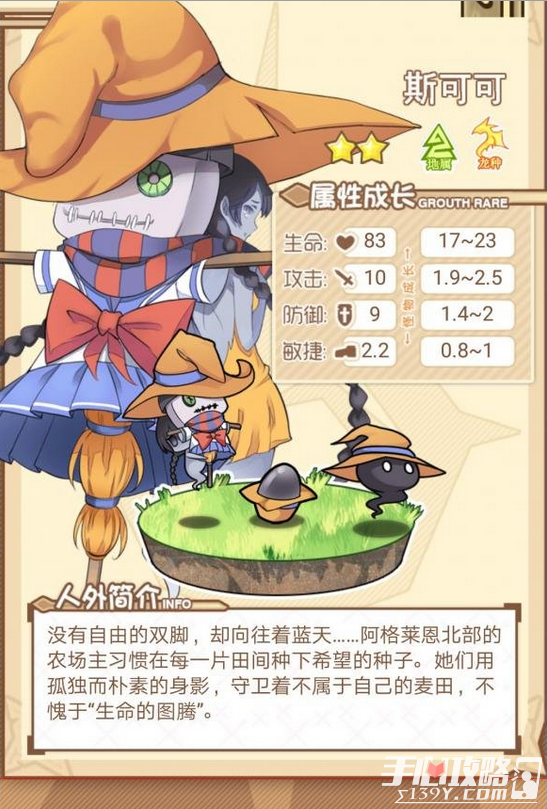 斯可可
地属 龙种
属性成长 GROUTH RARE
生命: 83 17~23
攻击: 10 1.9~2.5
防御: 9 1.4~2
敏捷: 2.2 0.8~1
人外简介 INFO
没有自由的双脚，却向往着蓝天......阿格莱恩北部的
农场主习惯在每一片田间种下希望的种子。她们用
孤独而朴素的身影，守卫着不属于自己的麦田，不
愧于“生命的图腾”。
手心攻略
139Y.com